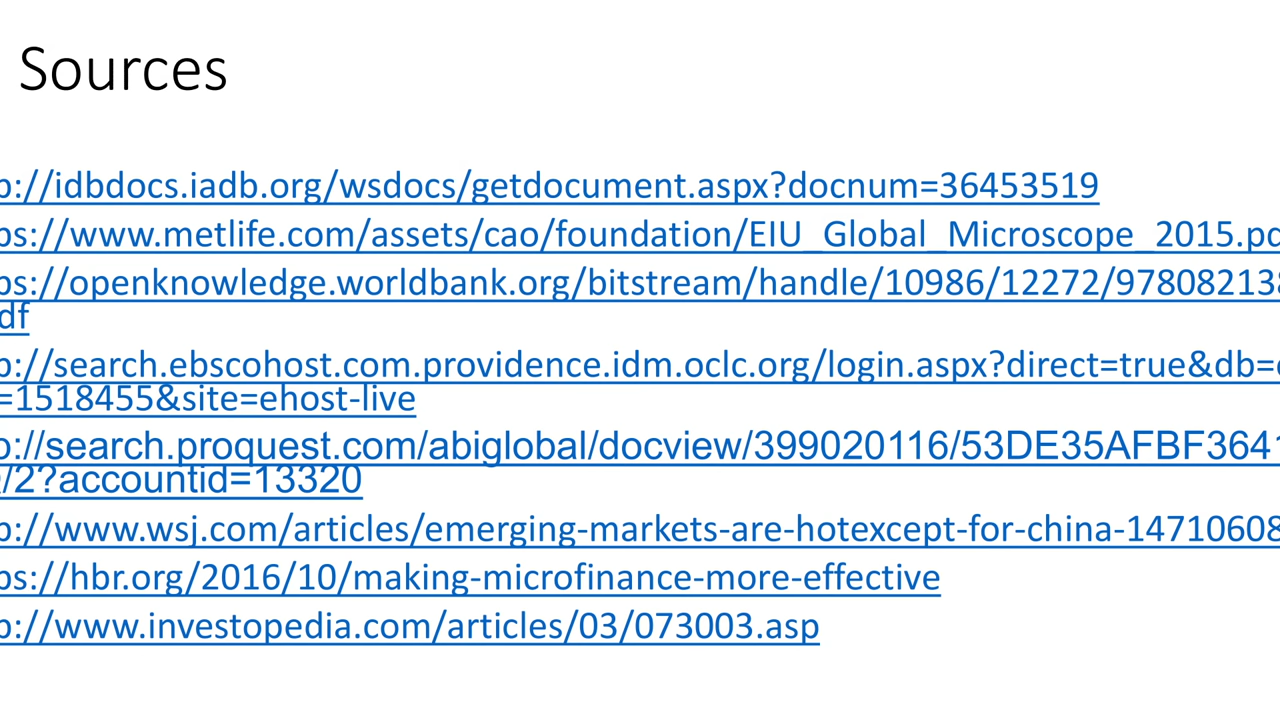 Sources
p://idbdocs.iadb.org/wsdocs/getdocument.aspx?docnum=36453519
ps://www.metlife.com/assets/cao/foundation/EIU_Global_Microscope_2015.pd
ps://openknowledge.worldbank.org/bitstream/handle/10986/12272/978082138
df
p://search.ebscohost.com.providence.idm.oclc.org/login.aspx?direct=true&db=e
=1518455&site=ehost-live
p://search.proquest.com/abiglobal/docview/399020116/53DE35AFBF3641
/2?accountid=13320
p://www.wsj.com/articles/emerging-markets-are-hotexcept-for-china-14710608
ps://hbr.org/2016/10/making-microfinance-more-effective
p://www.investopedia.com/articles/03/073003.asp